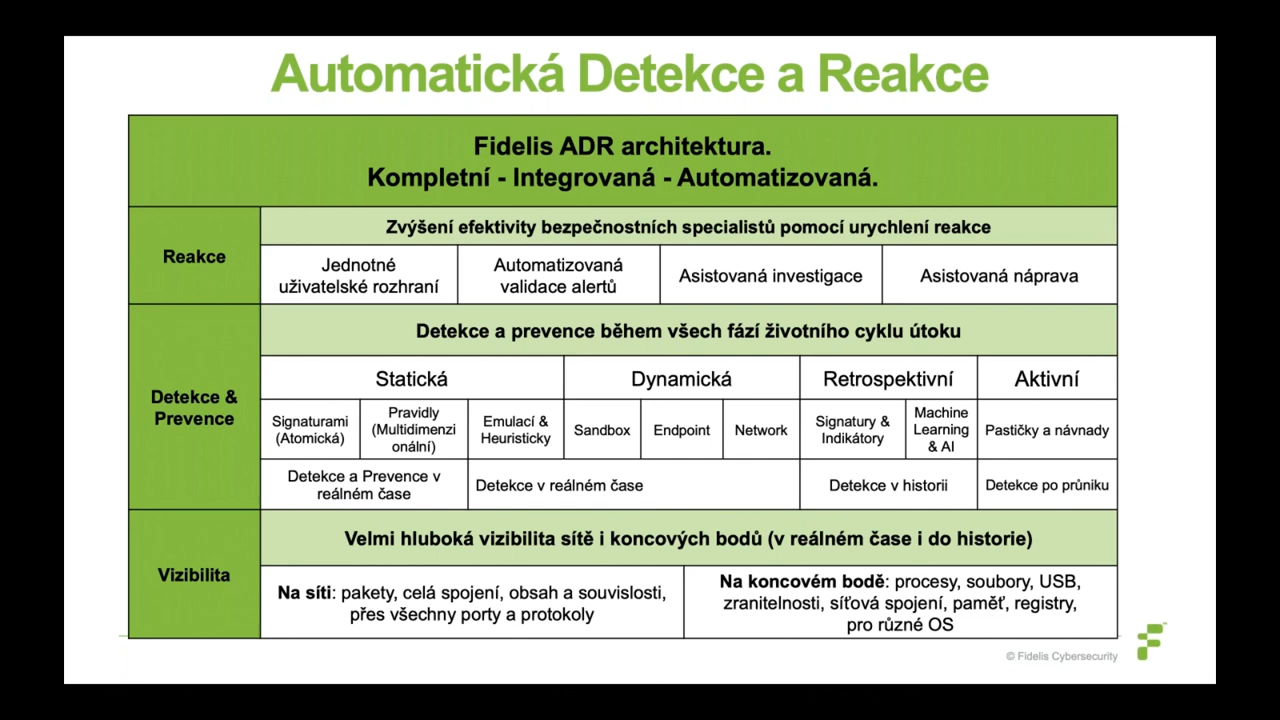 Automatická Detekce a Reakce
Fidelis ADR architektura.
Kompletní - Integrovaná - Automatizovaná.
Reakce
Zvýšení efektivity bezpečnostních specialistů pomocí urychlení reakce
Jednotné
uživatelské rozhraní
Automatizovaná
validace alertů
Asistovaná investigace
Asistovaná náprava
Detekce &
Prevence
Detekce a prevence během všech fází životního cyklu útoku
Statická
Dynamická
Retrospektivní
Aktivní
Signaturami
(Atomická)
Pravidly
(Multidimenzi
onální)
Emulací &
Heuristicky
Sandbox
Endpoint
Network
Signatury &
Indikátory
Machine
Learning
& AI
Pastičky a návnady
Detekce a Prevence v
reálném čase
Detekce v reálném čase
Detekce v historii
Detekce po průniku
Vizibilita
Velmi hluboká vizibilita sítě i koncových bodů (v reálném čase i do historie)
Na síti: pakety, celá spojení, obsah a souvislosti,
přes všechny porty a protokoly
Na koncovém bodě: procesy, soubory, USB,
zranitelnosti, síťová spojení, paměť, registry,
pro různé OS
© Fidelis Cybersecurity